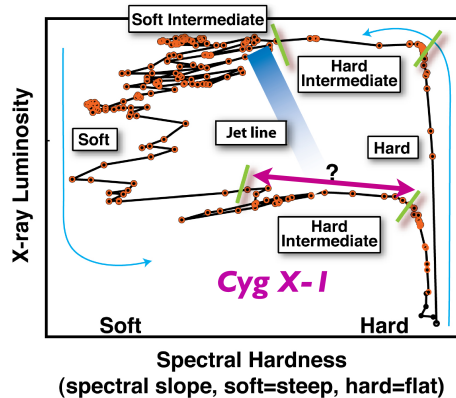 Soft Intermediate
Hard
Intermediate
Soft
Jet line
Hard
?
Hard
Intermediate
Cyg X-1
Soft
Hard
X-ray Luminosity
Spectral Hardness
(spectral slope, soft=steep, hard=flat)